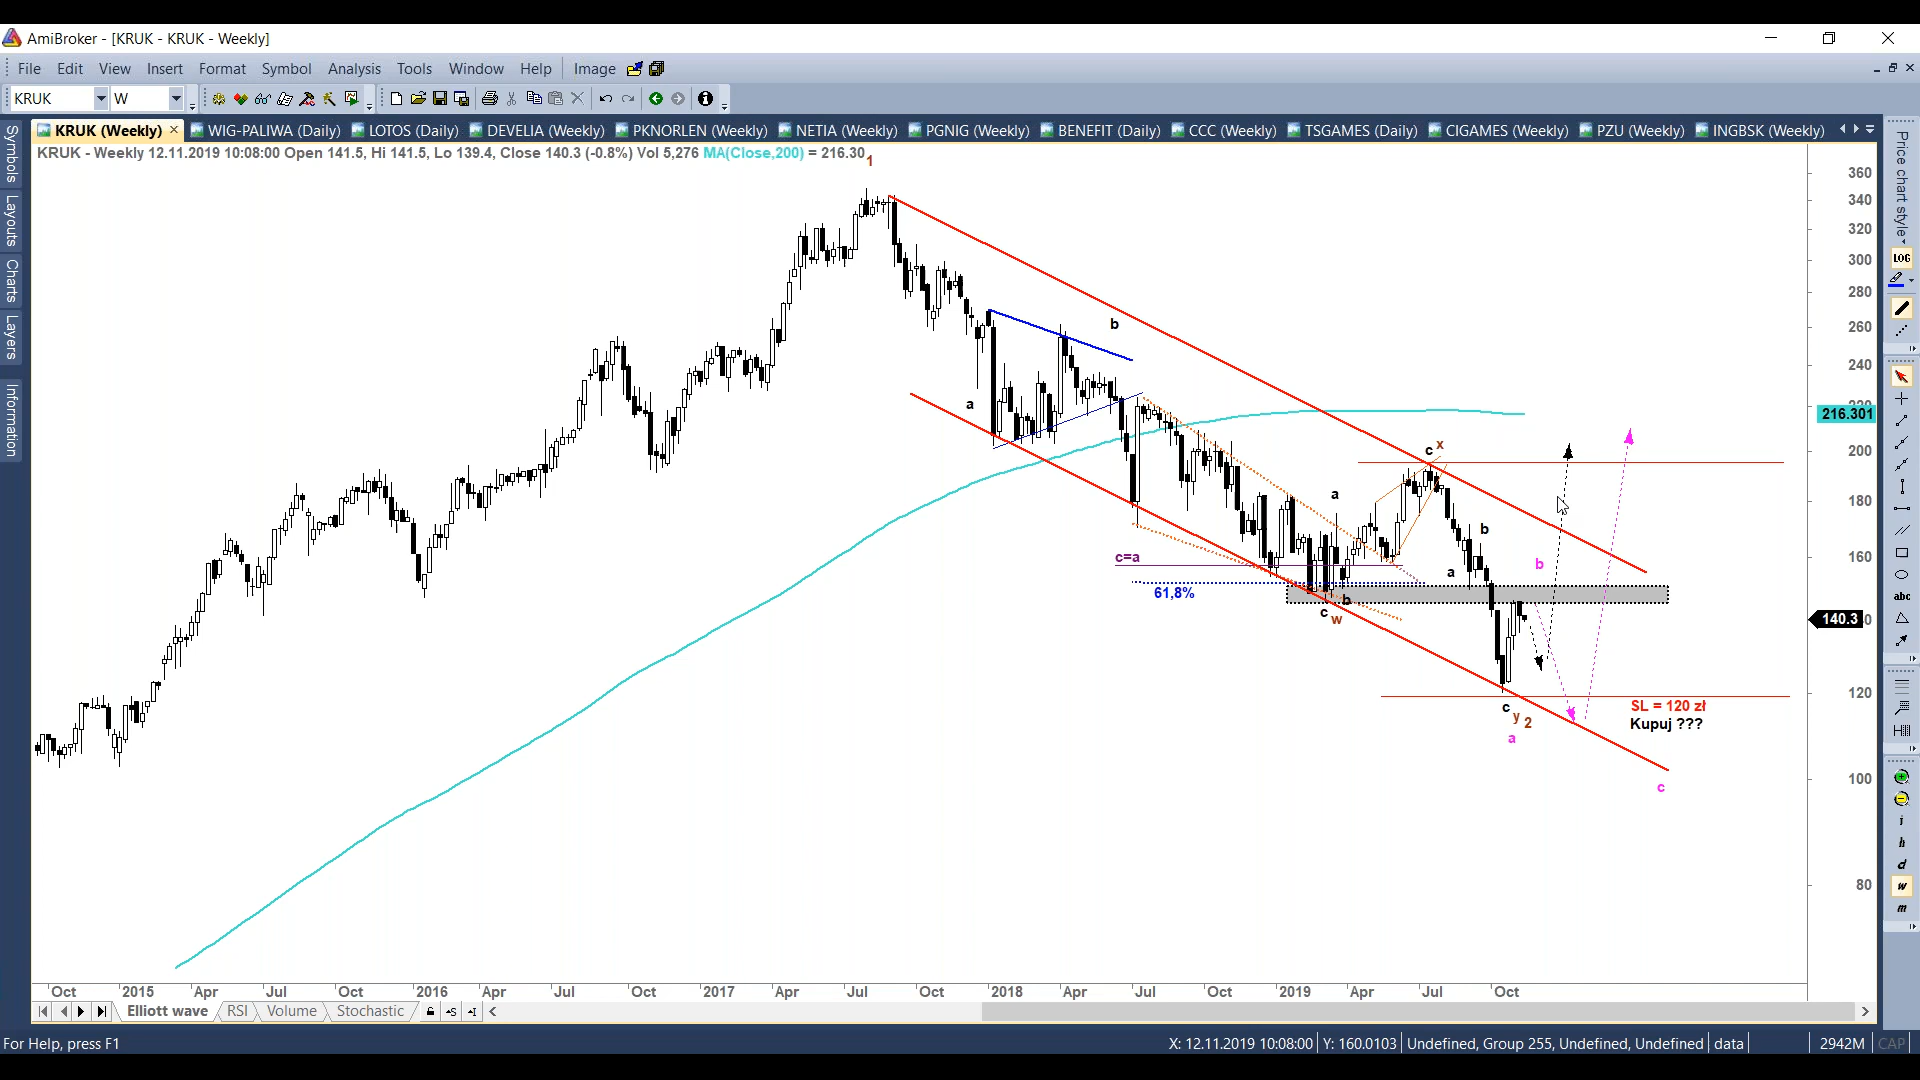 AmiBroker - [KRUK - KRUK - Weekly]
File Edit View Insert Format Symbol Analysis Tools Window Help Image
KRUK W
Symbols
Layouts
Charts
Layers
Information
KRUK (Weekly) WIG-PALIWA (Daily) LOTOS (Daily) DEVELIA (Weekly) PKNORLEN (Weekly) NETIA (Weekly) PGNIG (Weekly) BENEFIT (Daily) CCC (Weekly) TSGAMES (Daily) CIGAMES (Weekly) PZU (Weekly) INGBSK (Weekly)
KRUK - Weekly 12.11.2019 10:08:00 Open 141.5, Hi 141.5, Lo 139.4, Close 140.3 (-0.8%) Vol 5,276 MA(Close,200) = 216.30
1
360
340
320
300
280
260
240
216.301
200
180
160
140.3
120
100
80
b
a
c x
a
b
c=a
a
b
61,8%
b
c w
SL = 120 zł
Kupuj ???
c y 2
a
c
Oct 2015 Apr Jul Oct 2016 Apr Jul Oct 2017 Apr Jul Oct 2018 Apr Jul Oct 2019 Apr Jul Oct
Elliott wave RSI Volume Stochastic
Price chart style
LOG
abc
i
h
d
w
m
For Help, press F1
X: 12.11.2019 10:08:00 Y: 160.0103 Undefined, Group 255, Undefined, Undefined, Undefined data 2942M CAP